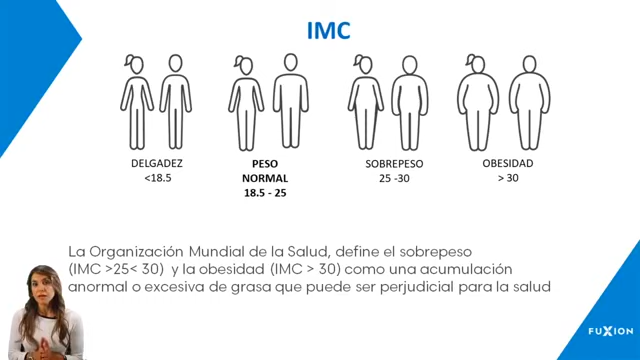 IMC
DELGADEZ
<18.5
PESO
NORMAL
18.5 - 25
SOBREPESO
25 -30
OBESIDAD
> 30
La Organización Mundial de la Salud, define el sobrepeso
(IMC >25< 30)  y la obesidad (IMC > 30) como una acumulación
anormal o excesiva de grasa que puede ser perjudicial para la salud
FUXION